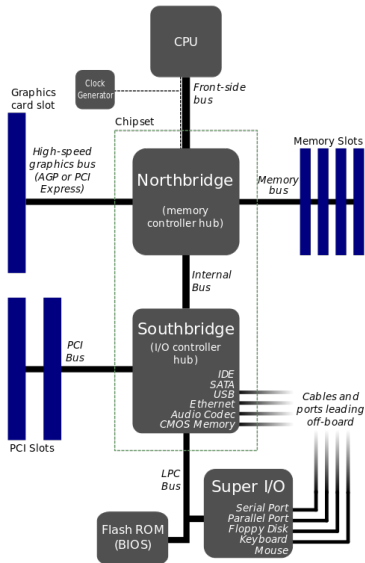 CPU
Graphics
card slot
Clock
Generator
Front-side
bus
Chipset
High-speed
graphics bus
(AGP or PCI
Express)
Northbridge
(memory
controller hub)
Memory
bus
Memory Slots
Internal
Bus
PCI
Bus
Southbridge
(I/O controller
hub)
IDE
SATA
USB
Ethernet
Audio Codec
CMOS Memory
Cables and
ports leading
off-board
PCI Slots
LPC
Bus
Super I/O
Serial Port
Parallel Port
Floppy Disk
Keyboard
Mouse
Flash ROM
(BIOS)